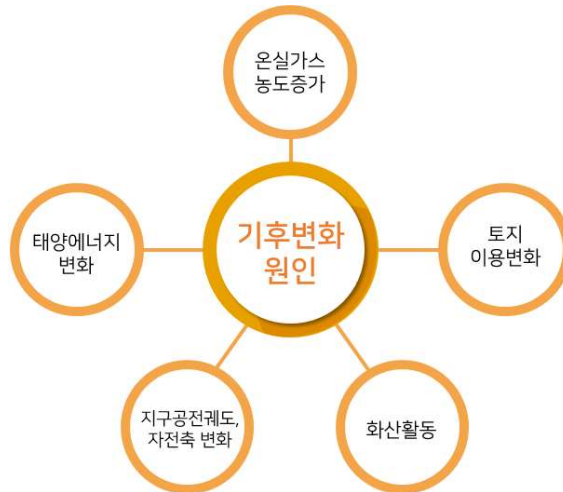 온실가스
농도증가
태양에너지
변화
기후변화
원인
토지
이용변화
지구공전궤도,
자전축 변화
화산활동